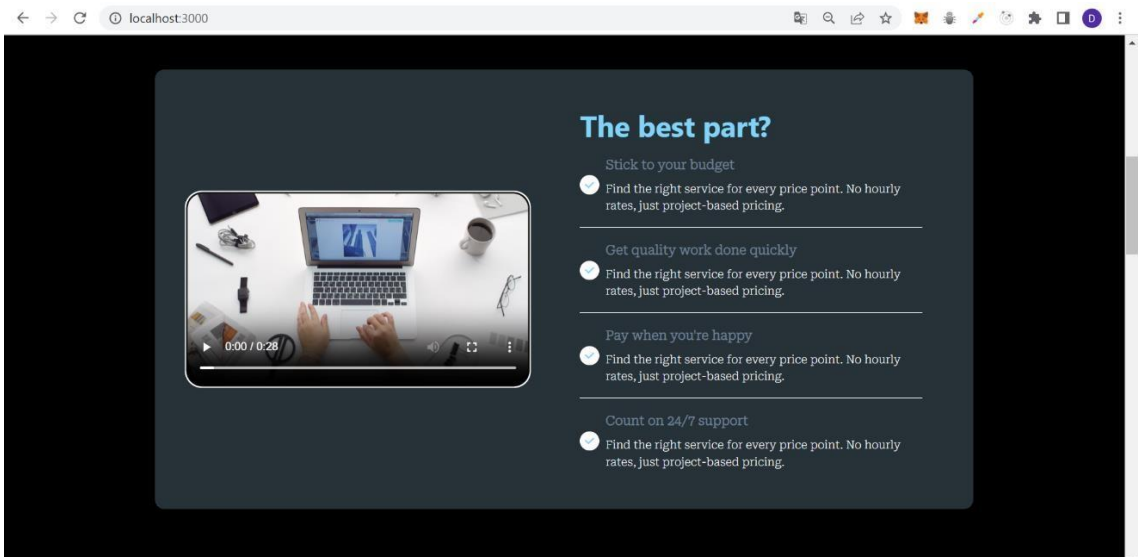 localhost:3000
D
The best part?
Stick to your budget
Find the right service for every price point. No hourly
rates, just project-based pricing.
Get quality work done quickly
Find the right service for every price point. No hourly
rates, just project-based pricing.
Pay when you're happy
Find the right service for every price point. No hourly
rates, just project-based pricing.
Count on 24/7 support
Find the right service for every price point. No hourly
rates, just project-based pricing.
0:00 / 0:28